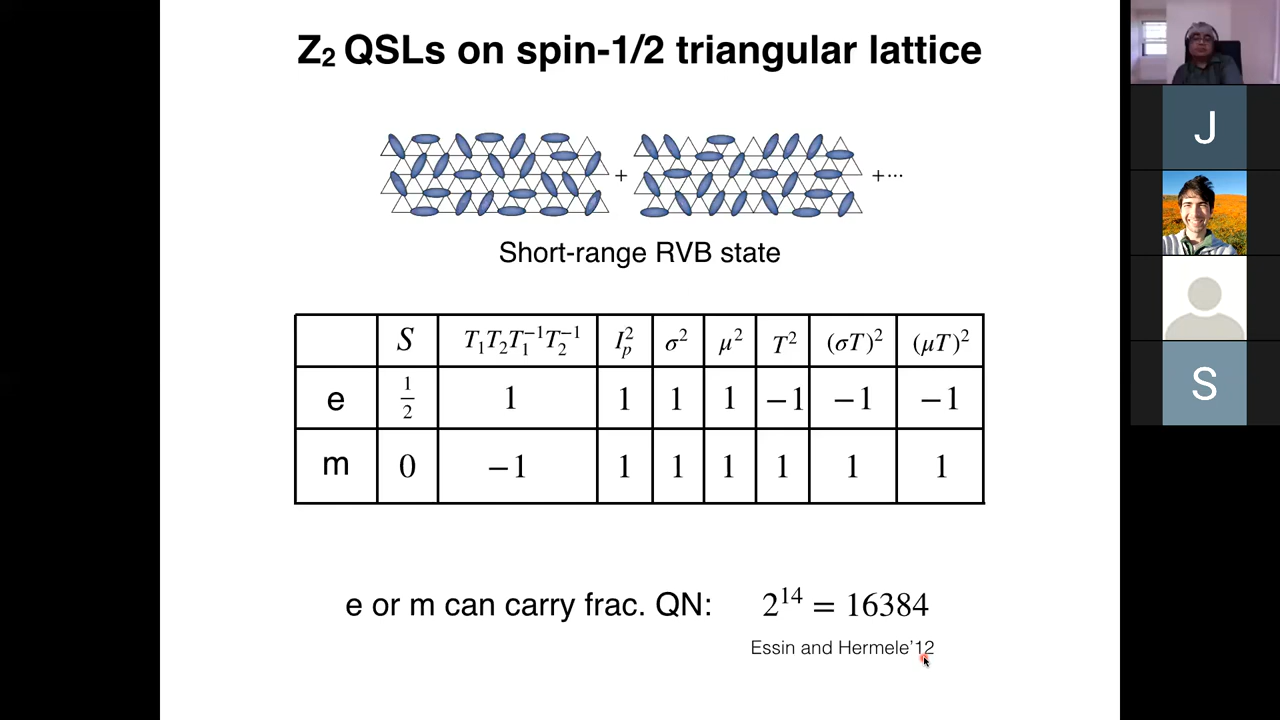 Z₂ QSLs on spin-1/2 triangular lattice
+ +···
Short-range RVB state
S T₁T₂T₁⁻¹T₂⁻¹ Iₚ² σ² μ² T² (σT)² (μT)²
e 1/2 1 1 1 1 −1 −1 −1
m 0 −1 1 1 1 1 1 1
e or m can carry frac. QN: 2¹⁴ = 16384
Essin and Hermele'12
J
S